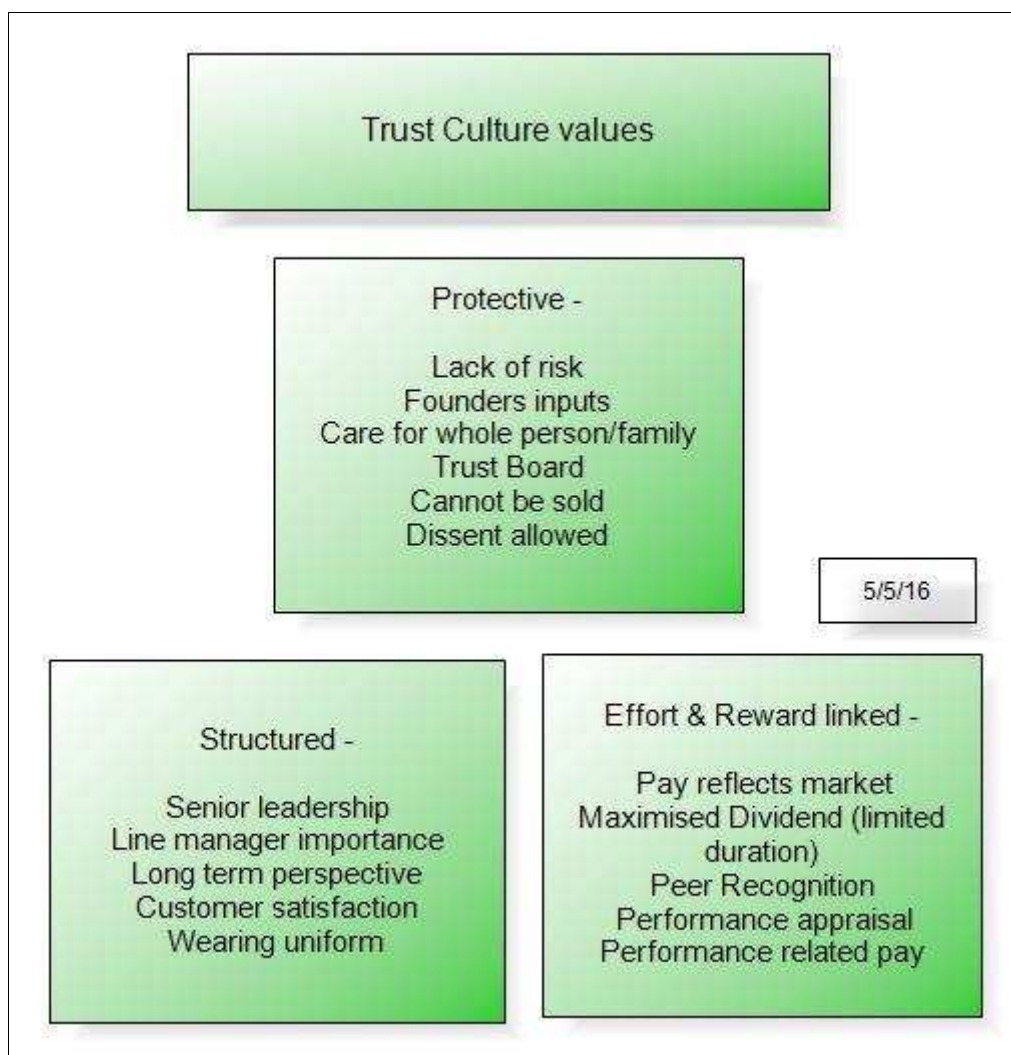 Trust Culture values
Protective -
Lack of risk
Founders inputs
Care for whole person/family
Trust Board
Cannot be sold
Dissent allowed
5/5/16
Structured -
Senior leadership
Line manager importance
Long term perspective
Customer satisfaction
Wearing uniform
Effort & Reward linked -
Pay reflects market
Maximised Dividend (limited
duration)
Peer Recognition
Performance appraisal
Performance related pay